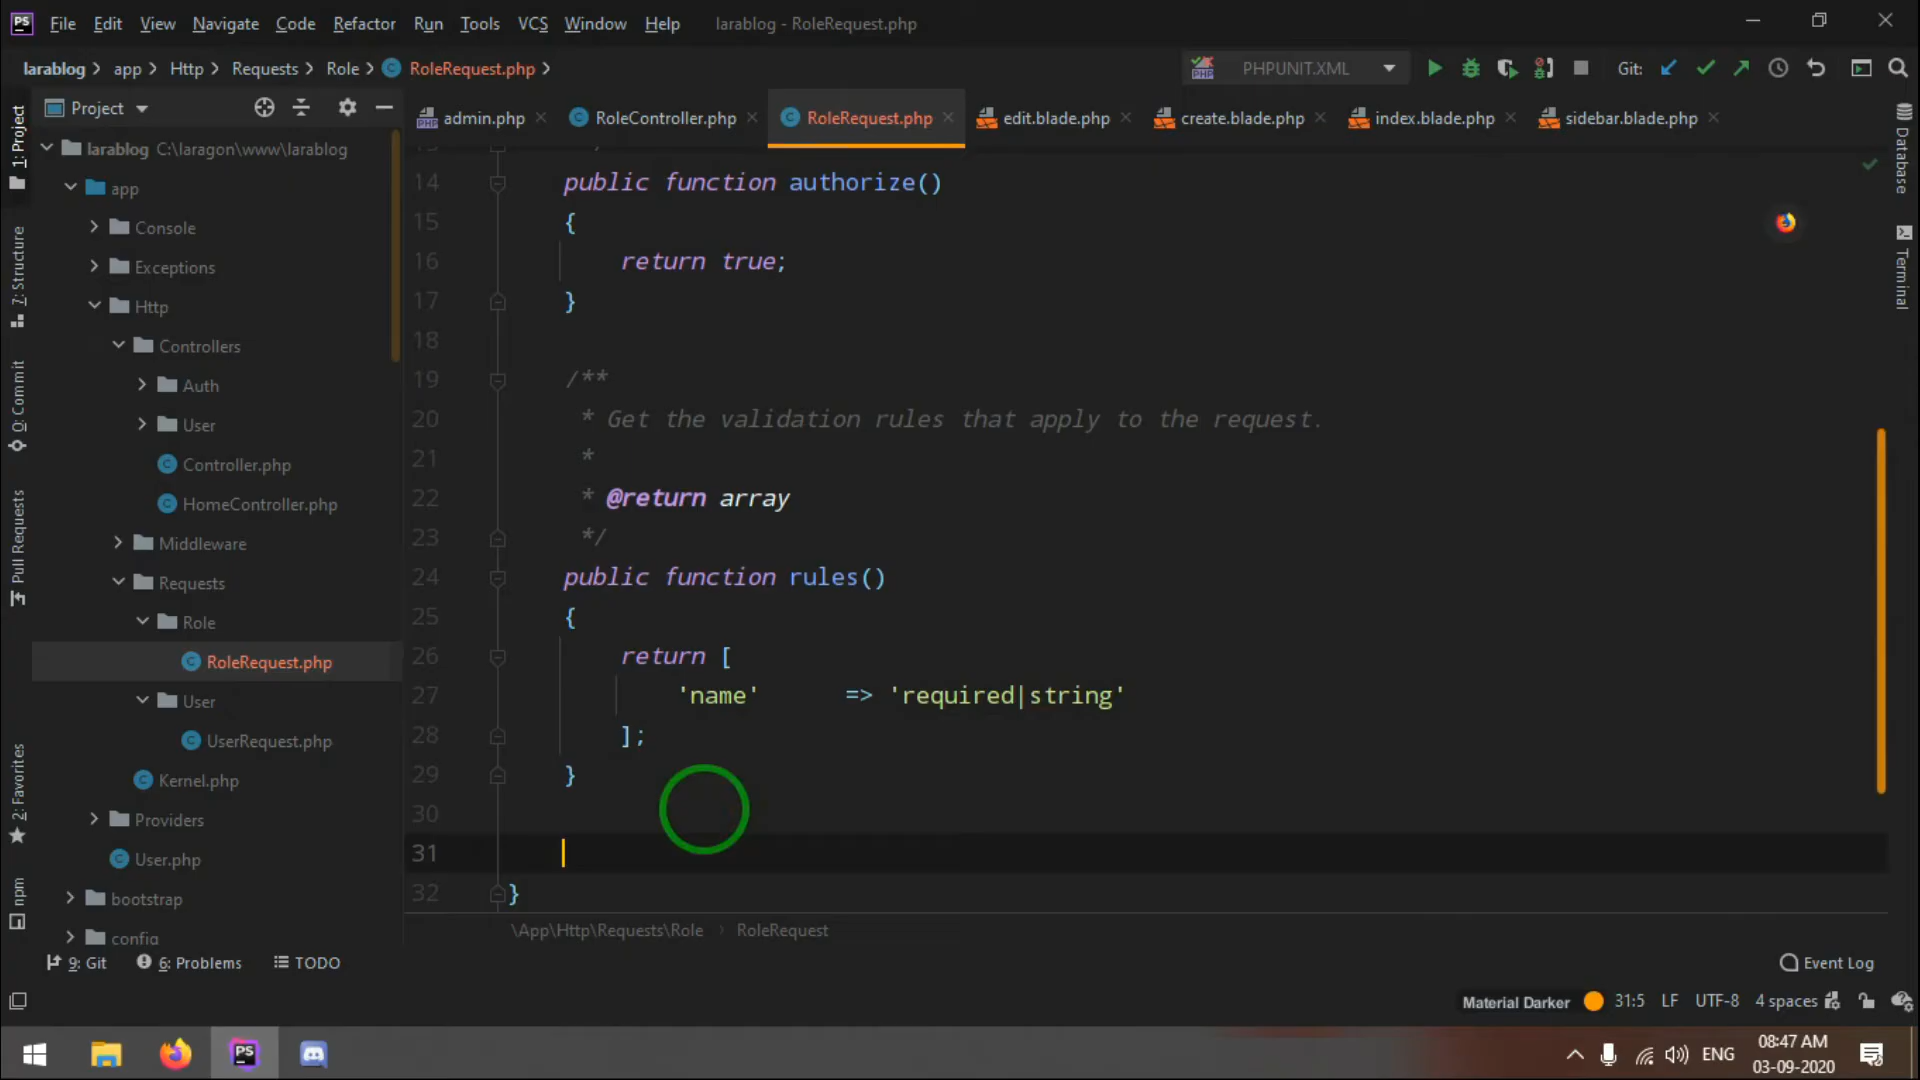 PS File Edit View Navigate Code Refactor Run Tools VCS Window Help larablog - RoleRequest.php
larablog app Http Requests Role RoleRequest.php PHPUNIT.XML Git:
Project
admin.php RoleController.php RoleRequest.php edit.blade.php create.blade.php index.blade.php sidebar.blade.php
1: Project
7: Structure
0: Commit
Pull Requests
2: Favorites
npm
larablog C:\laragon\www\larablog
app
Console
Exceptions
Http
Controllers
Auth
User
Controller.php
HomeController.php
Middleware
Requests
Role
RoleRequest.php
User
UserRequest.php
Kernel.php
Providers
User.php
bootstrap
config
14 public function authorize()
15 {
16 return true;
17 }
18
19 /**
20 * Get the validation rules that apply to the request.
21 *
22 * @return array
23 */
24 public function rules()
25 {
26 return [
27 'name' => 'required|string'
28 ];
29 }
30
31
32 }
\App\Http\Requests\Role › RoleRequest
Database
Terminal
9: Git 6: Problems TODO Event Log
Material Darker 31:5 LF UTF-8 4 spaces
PS ENG 08:47 AM
03-09-2020